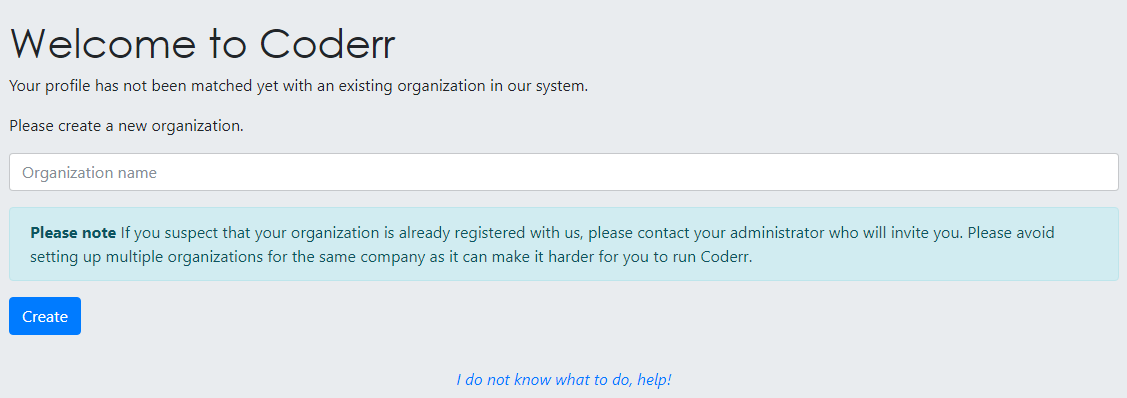 Welcome to Coderr
Your profile has not been matched yet with an existing organization in our system.
Please create a new organization.
Organization name
Please note If you suspect that your organization is already registered with us, please contact your administrator who will invite you. Please avoid
setting up multiple organizations for the same company as it can make it harder for you to run Coderr.
Create
I do not know what to do, help!